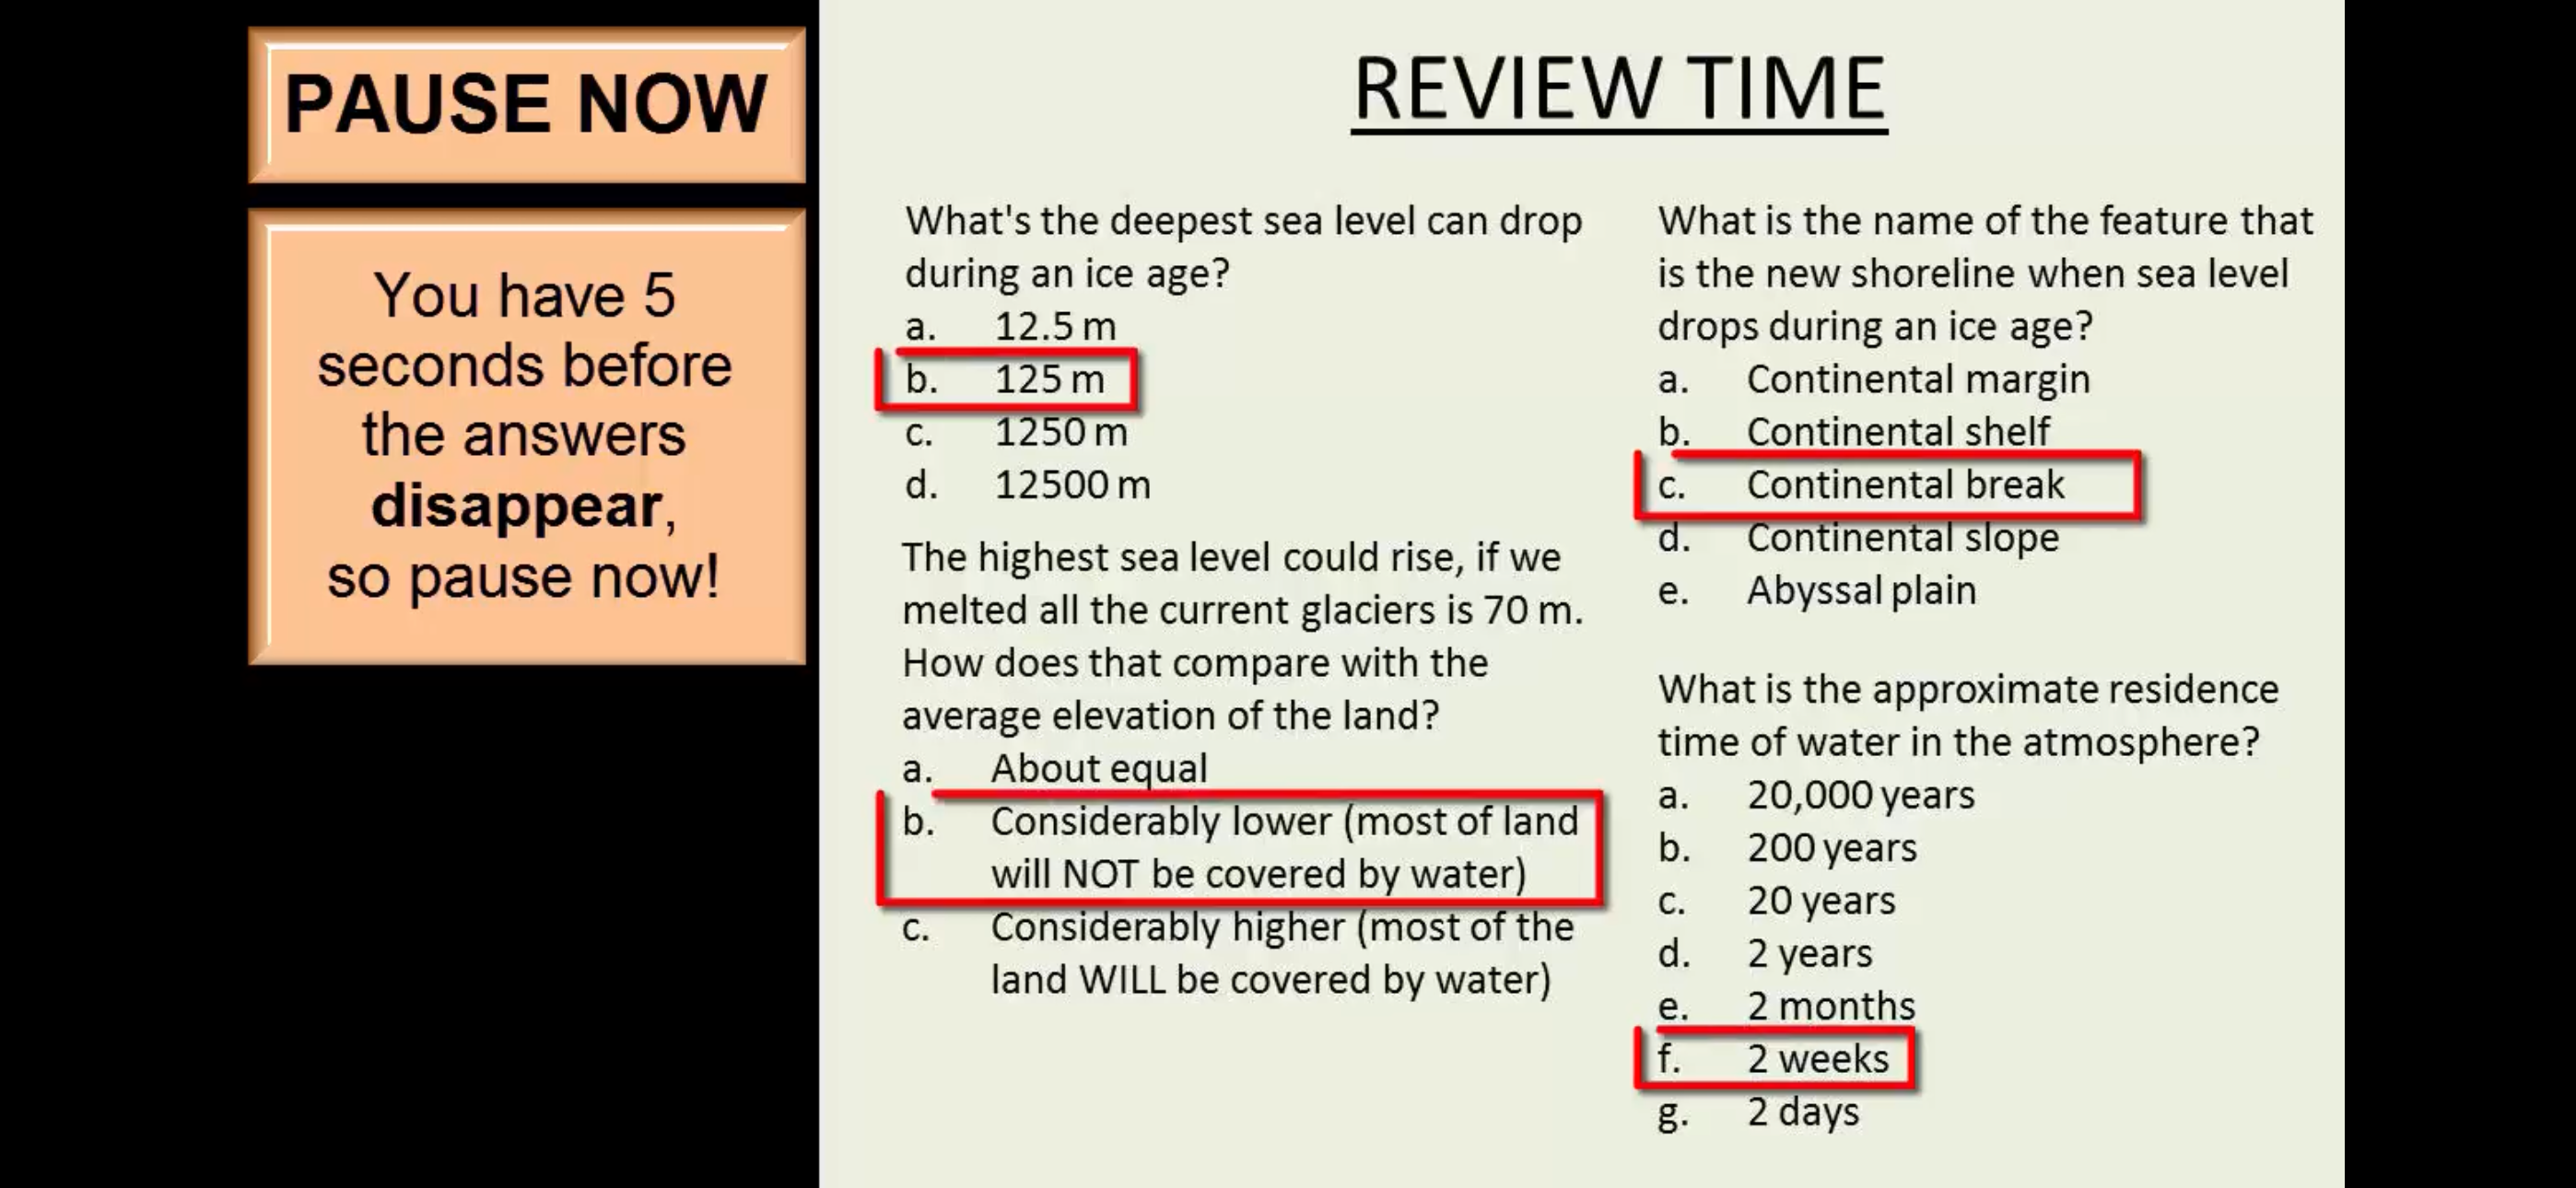 PAUSE NOW
You have 5
seconds before
the answers
disappear,
so pause now!
REVIEW TIME
What's the deepest sea level can drop
during an ice age?
a. 12.5 m
b. 125 m
c. 1250 m
d. 12500 m
The highest sea level could rise, if we
melted all the current glaciers is 70 m.
How does that compare with the
average elevation of the land?
a. About equal
b. Considerably lower (most of land
will NOT be covered by water)
c. Considerably higher (most of the
land WILL be covered by water)
What is the name of the feature that
is the new shoreline when sea level
drops during an ice age?
a. Continental margin
b. Continental shelf
c. Continental break
d. Continental slope
e. Abyssal plain
What is the approximate residence
time of water in the atmosphere?
a. 20,000 years
b. 200 years
c. 20 years
d. 2 years
e. 2 months
f. 2 weeks
g. 2 days